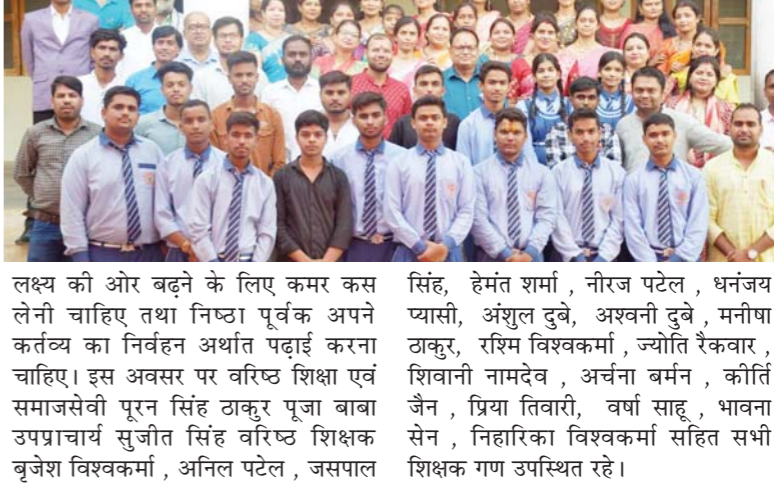 लक्ष्य की ओर बढ़ने के लिए कमर कस
लेनी चाहिए तथा निष्ठा पूर्वक अपने
कर्तव्य का निर्वहन अर्थात पढ़ाई करना
चाहिए। इस अवसर पर वरिष्ठ शिक्षा एवं
समाजसेवी पूरन सिंह ठाकुर पूजा बाबा
उपप्राचार्य सुजीत सिंह वरिष्ठ शिक्षक
बृजेश विश्वकर्मा , अनिल पटेल , जसपाल
सिंह, हेमंत शर्मा , नीरज पटेल , धनंजय
प्यासी, अंशुल दुबे, अश्वनी दुबे , मनीषा
ठाकुर, रश्मि विश्वकर्मा , ज्योति रैकवार ,
शिवानी नामदेव , अर्चना बर्मन , कीर्ति
जैन , प्रिया तिवारी, वर्षा साहू , भावना
सेन , निहारिका विश्वकर्मा सहित सभी
शिक्षक गण उपस्थित रहे।